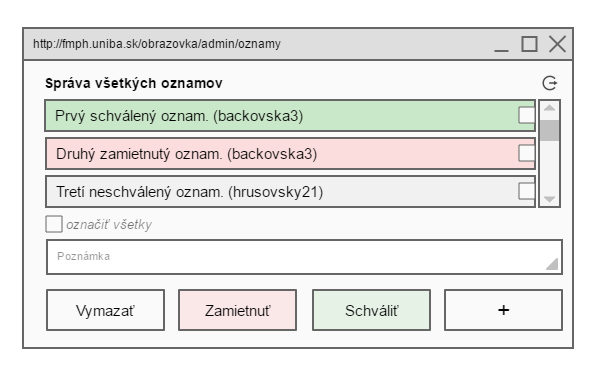 http://fmph.uniba.sk/obrazovka/admin/oznamy
Správa všetkých oznamov
Prvý schválený oznam. (backovska3)
Druhý zamietnutý oznam. (backovska3)
Tretí neschválený oznam. (hrusovsky21)
označiť všetky
Poznámka
Vymazať Zamietnuť Schváliť +